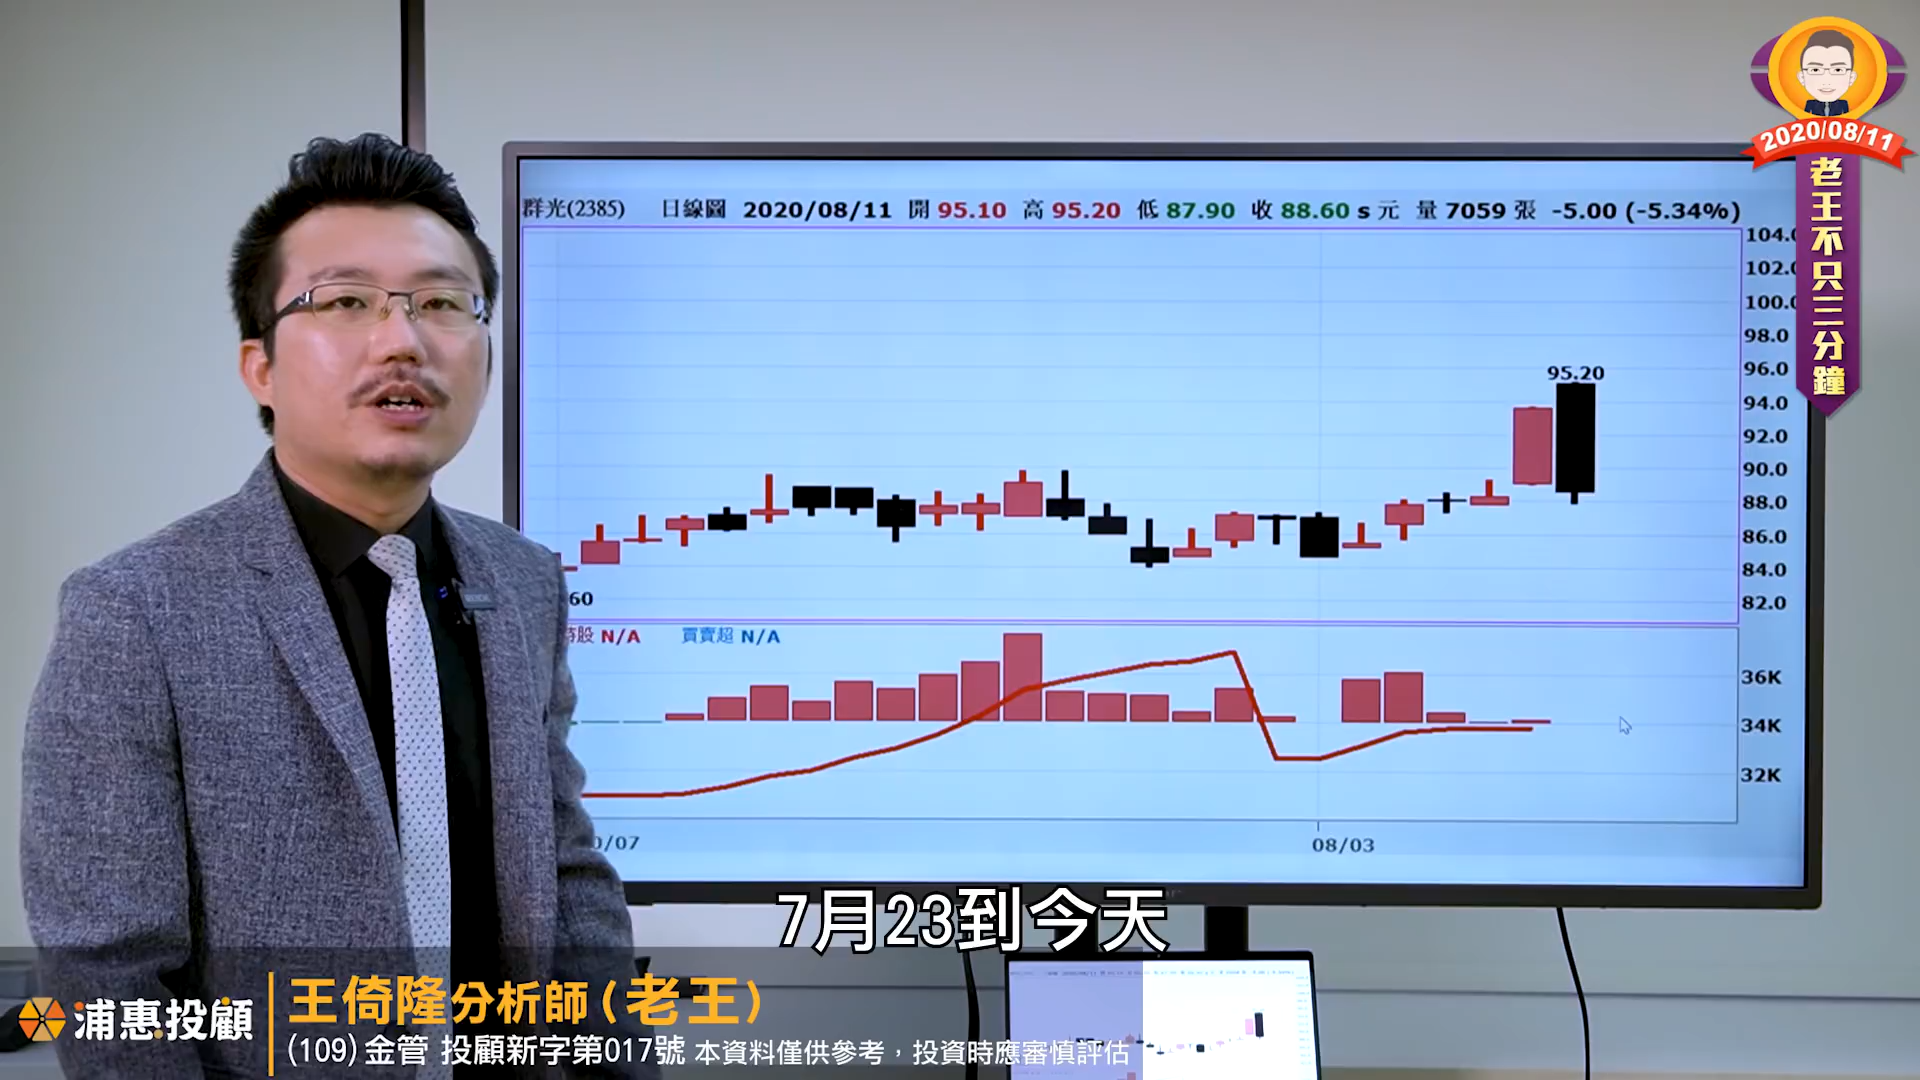 2020/08/11
老王不只三分鐘
群光(2385) 日線圖 2020/08/11 開 95.10 高 95.20 低 87.90 收 88.60 s 元 量 7059 張 -5.00 (-5.34%)
104.
102.
100.
98.0
96.0
95.20
94.0
92.0
90.0
88.0
86.0
84.0
82.0
60
持股 N/A 買賣超 N/A
36K
34K
32K
/07
08/03
7月23到今天
浦惠投顧
王倚隆分析師(老王)
(109)金管 投顧新字第017號 本資料僅供參考，投資時應審慎評估